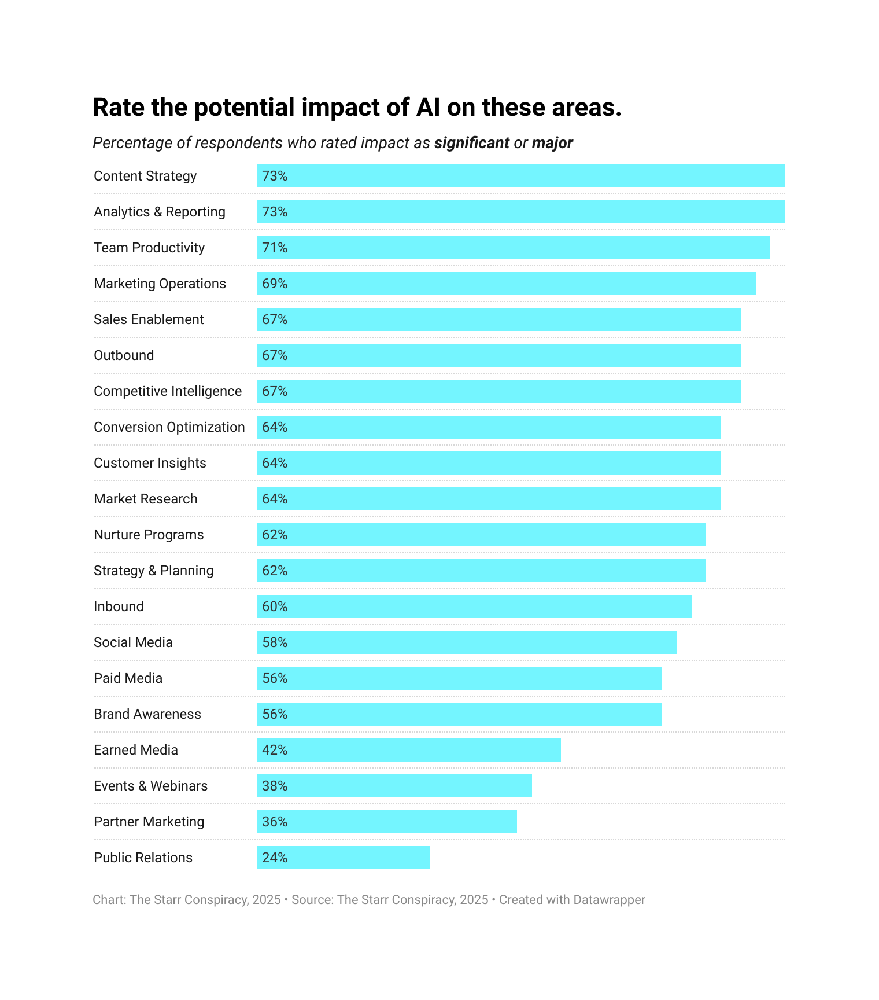 Rate the potential impact of AI on these areas.
Percentage of respondents who rated impact as significant or major
Content Strategy 73%
Analytics & Reporting 73%
Team Productivity 71%
Marketing Operations 69%
Sales Enablement 67%
Outbound 67%
Competitive Intelligence 67%
Conversion Optimization 64%
Customer Insights 64%
Market Research 64%
Nurture Programs 62%
Strategy & Planning 62%
Inbound 60%
Social Media 58%
Paid Media 56%
Brand Awareness 56%
Earned Media 42%
Events & Webinars 38%
Partner Marketing 36%
Public Relations 24%
Chart: The Starr Conspiracy, 2025 • Source: The Starr Conspiracy, 2025 • Created with Datawrapper